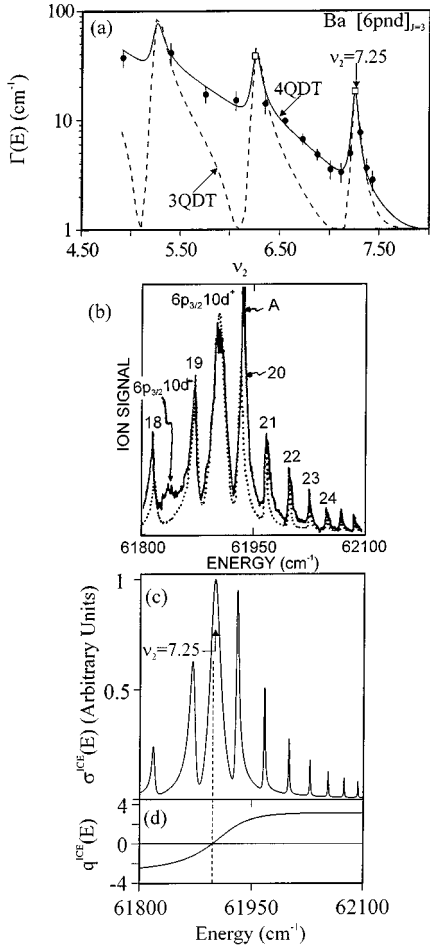 (a)
Ba [6pnd]J=3
100
10
1
Γ(E) (cm⁻¹)
ν₂=7.25
4QDT
3QDT
4.50 5.50 6.50 7.50
ν₂
(b)
6p3/210d⁺
A
19
20
6p3/210d⁻
18
21
22
23
24
ION SIGNAL
61800 61950 62100
ENERGY (cm⁻¹)
(c)
1
0.5
ν₂=7.25
σᴵᶜᴱ(E) (Arbitrary Units)
(d)
4
0
-4
qᴵᶜᴱ(E)
61800 61950 62100
Energy (cm⁻¹)